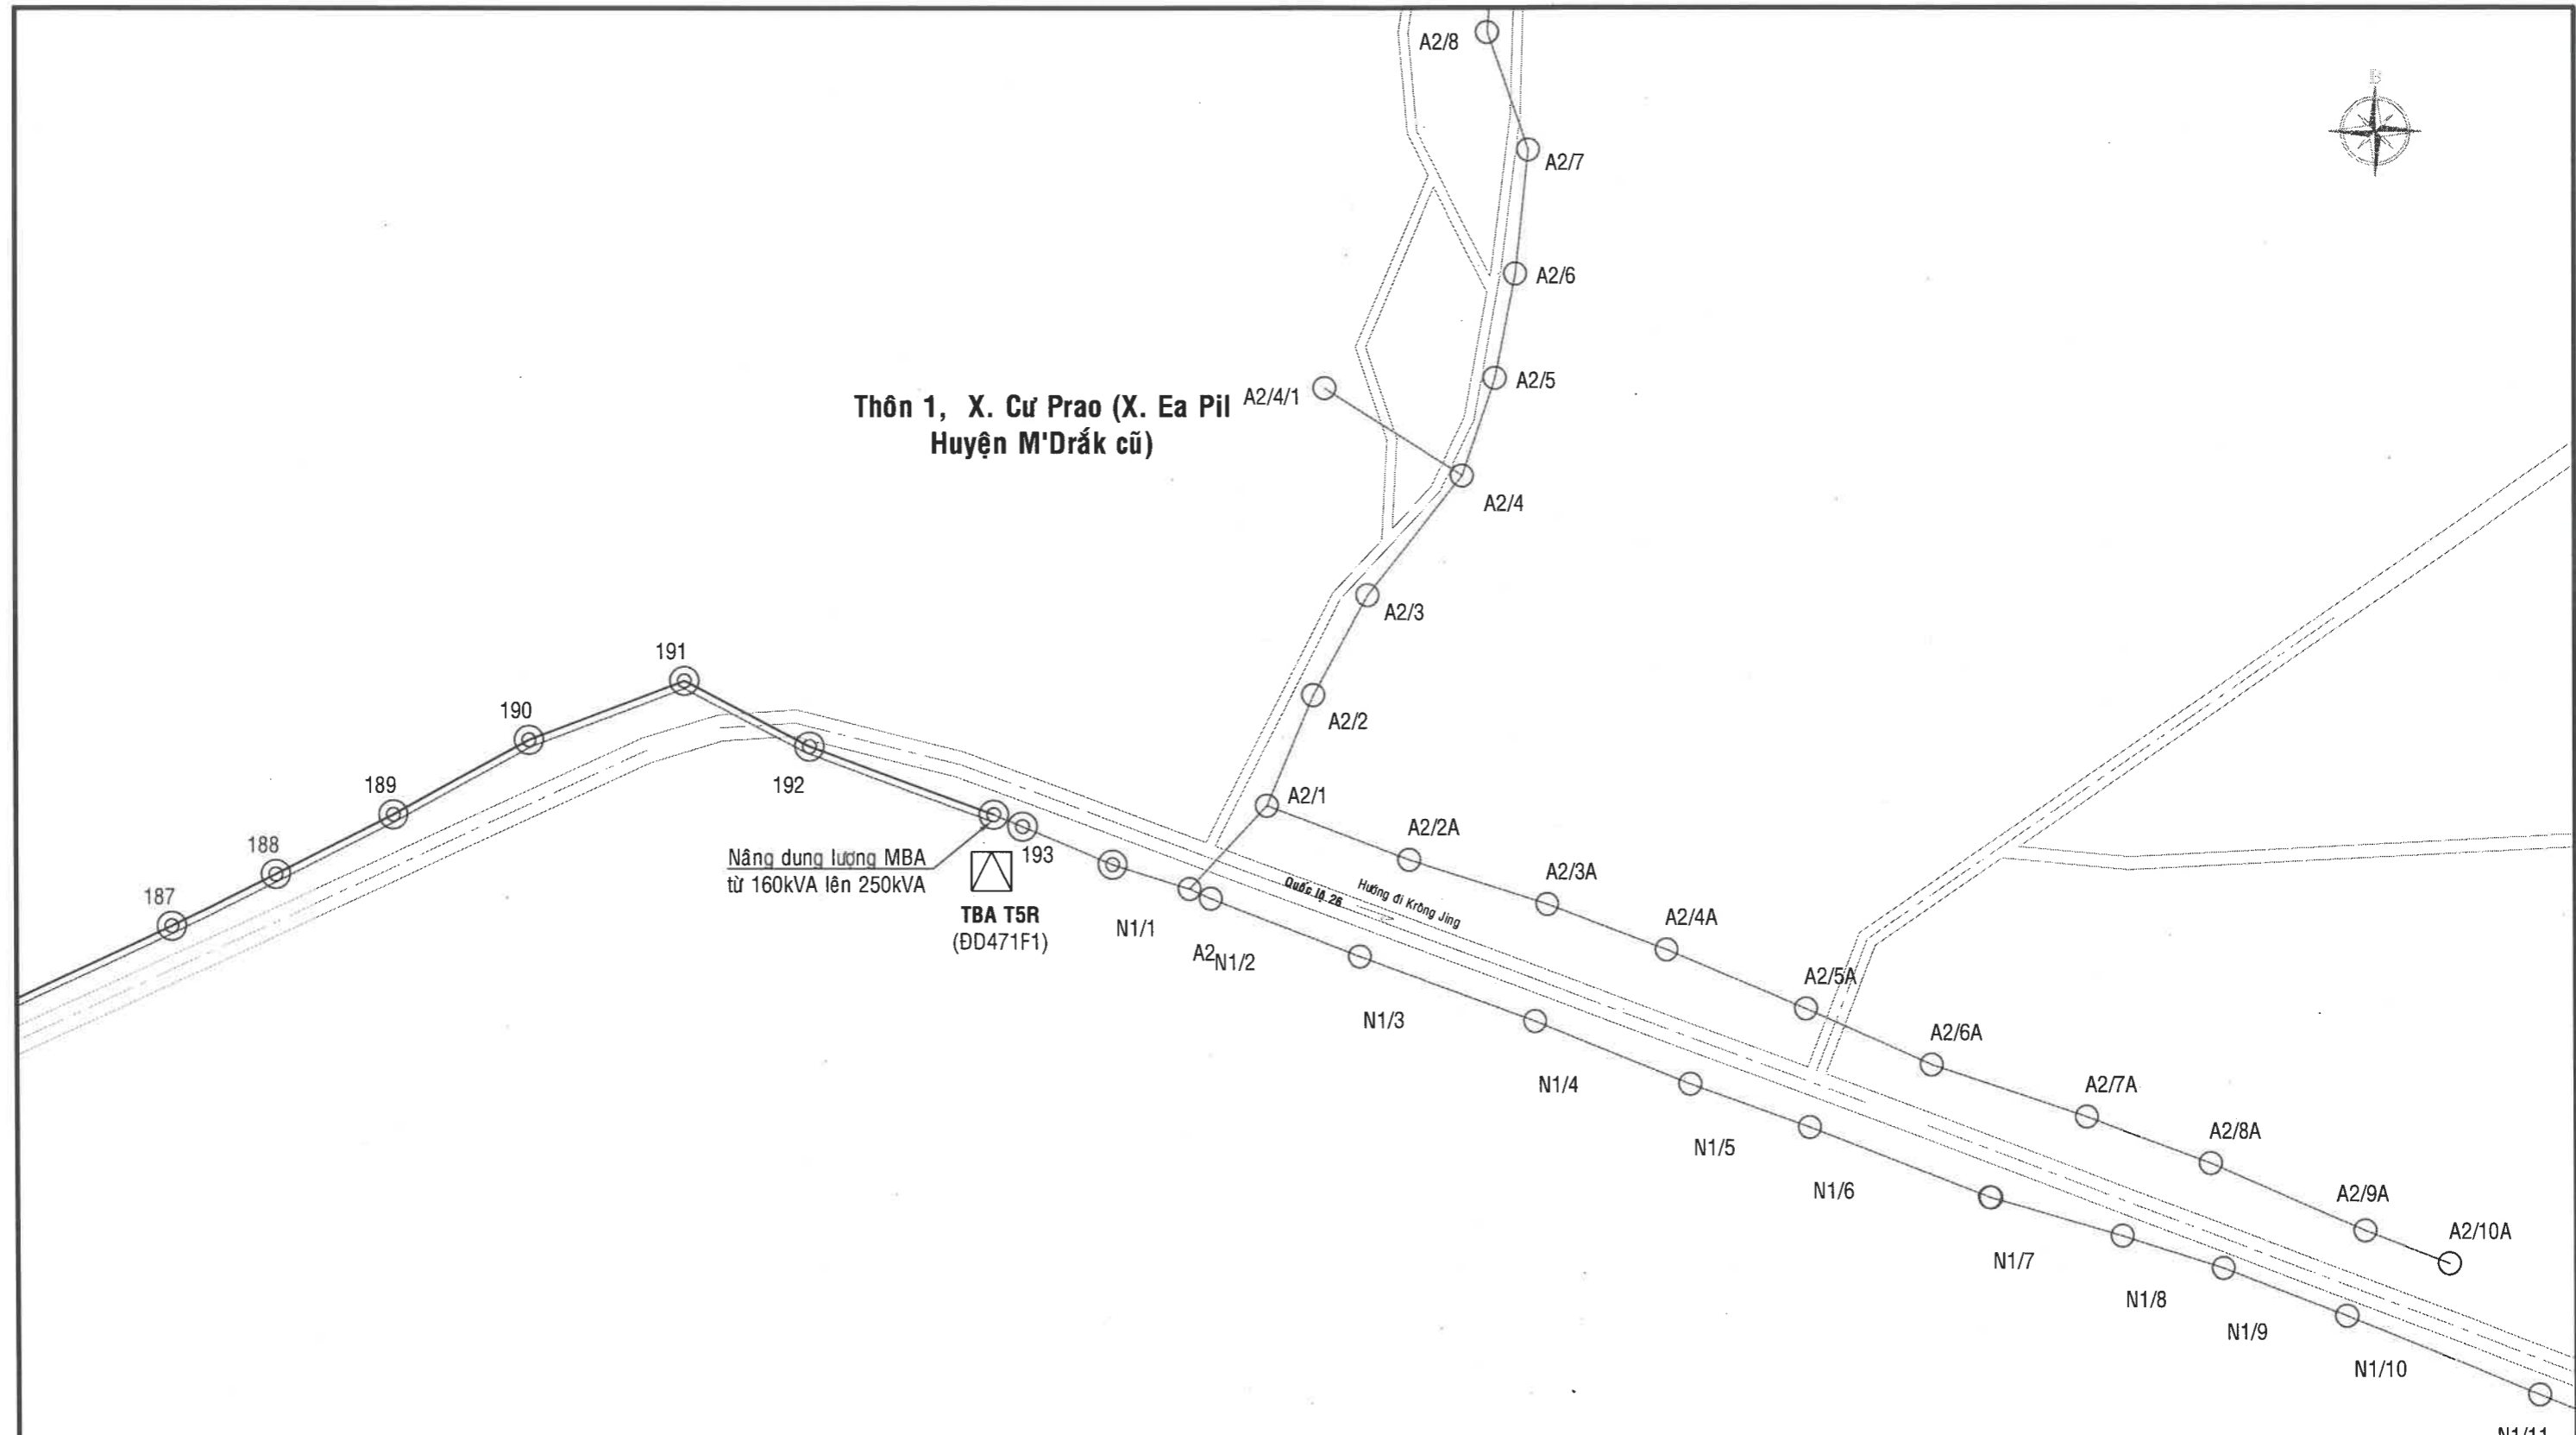 A2/8
B
A2/7
A2/6
A2/5
A2/4/1
Thôn 1, X. Cư Prao (X. Ea Pil
Huyện M'Drắk cũ)
A2/4
A2/3
191
190
A2/2
189
192
A2/1
A2/2A
188
Nâng dung lượng MBA
từ 160kVA lên 250kVA
193
A2/3A
187
Quốc lộ 26
Hướng đi Krông Jing
TBA T5R
(ĐD471F1)
N1/1
A2/4A
A2
N1/2
A2/5A
N1/3
A2/6A
N1/4
A2/7A
N1/5
A2/8A
N1/6
A2/9A
A2/10A
N1/7
N1/8
N1/9
N1/10
N1/11